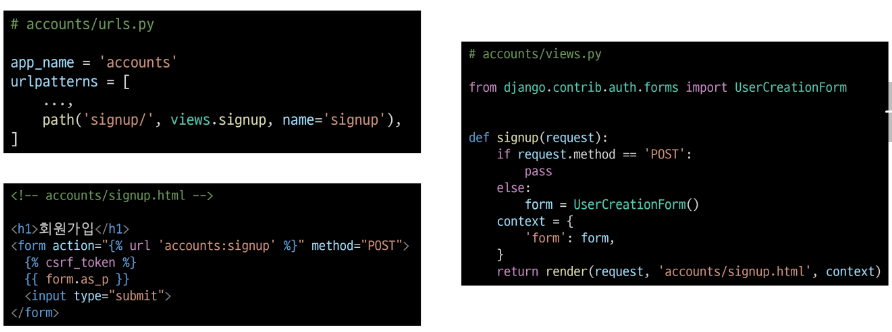 # accounts/urls.py
app_name = 'accounts'
urlpatterns = [
    ...,
    path('signup/', views.signup, name='signup'),
]
<!-- accounts/signup.html -->
<h1>회원가입</h1>
<form action="{% url 'accounts:signup' %}" method="POST">
  {% csrf_token %}
  {{ form.as_p }}
  <input type="submit">
</form>
# accounts/views.py
from django.contrib.auth.forms import UserCreationForm
def signup(request):
    if request.method == 'POST':
        pass
    else:
        form = UserCreationForm()
    context = {
        'form': form,
    }
    return render(request, 'accounts/signup.html', context)